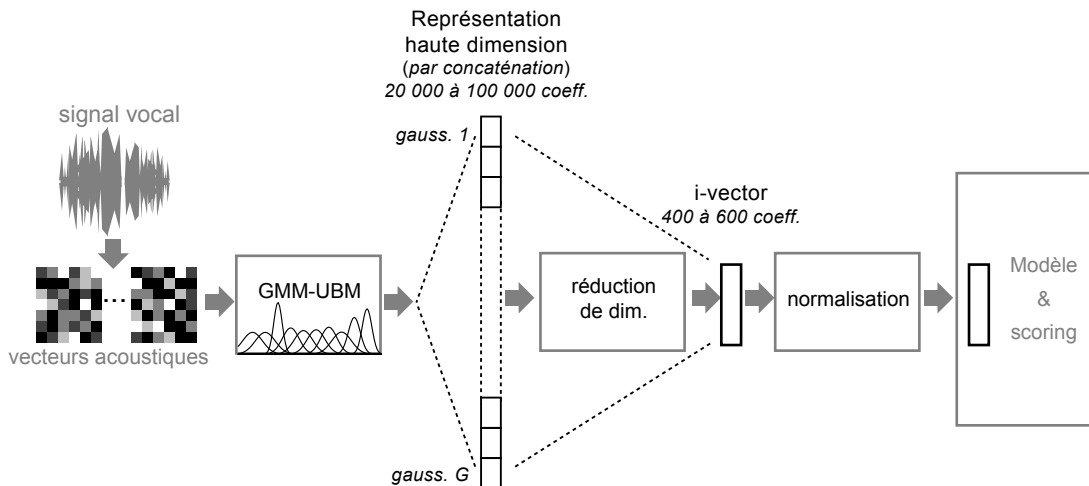 Représentation
haute dimension
(par concaténation)
20 000 à 100 000 coeff.
signal vocal
gauss. 1
i-vector
400 à 600 coeff.
GMM-UBM
...
vecteurs acoustiques
réduction
de dim.
normalisation
Modèle
&
scoring
gauss. G